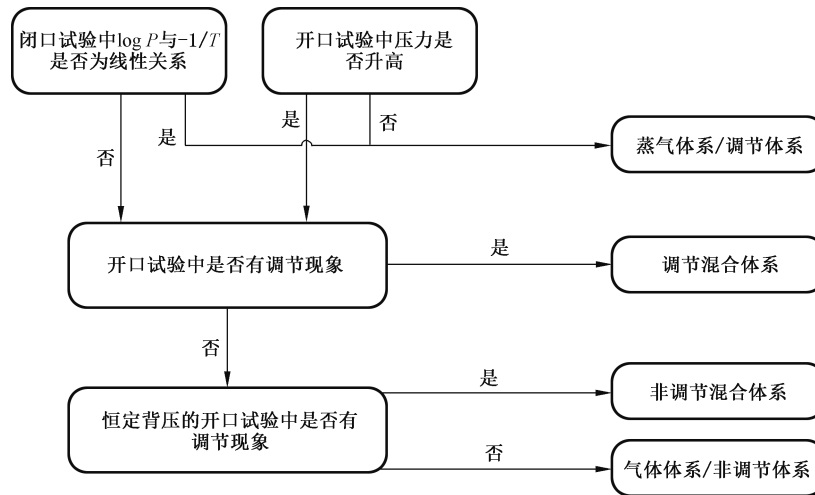 闭口试验中log P与-1/T
是否为线性关系
开口试验中压力是
否升高
是
否
是
否
蒸气体系/调节体系
开口试验中是否有调节现象
是
调节混合体系
否
恒定背压的开口试验中是否有
调节现象
是
非调节混合体系
否
气体体系/非调节体系